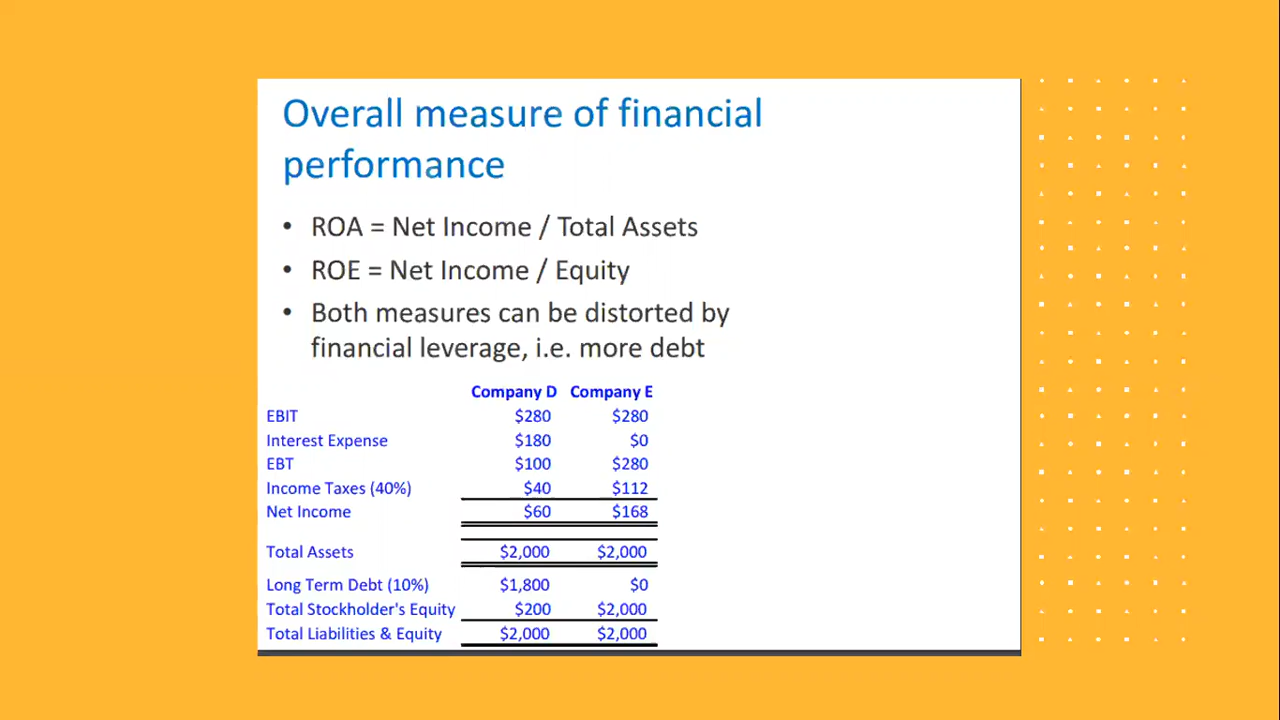 Overall measure of financial
performance
• ROA = Net Income / Total Assets
• ROE = Net Income / Equity
• Both measures can be distorted by
financial leverage, i.e. more debt
Company D Company E
EBIT $280 $280
Interest Expense $180 $0
EBT $100 $280
Income Taxes (40%) $40 $112
Net Income $60 $168
Total Assets $2,000 $2,000
Long Term Debt (10%) $1,800 $0
Total Stockholder's Equity $200 $2,000
Total Liabilities & Equity $2,000 $2,000